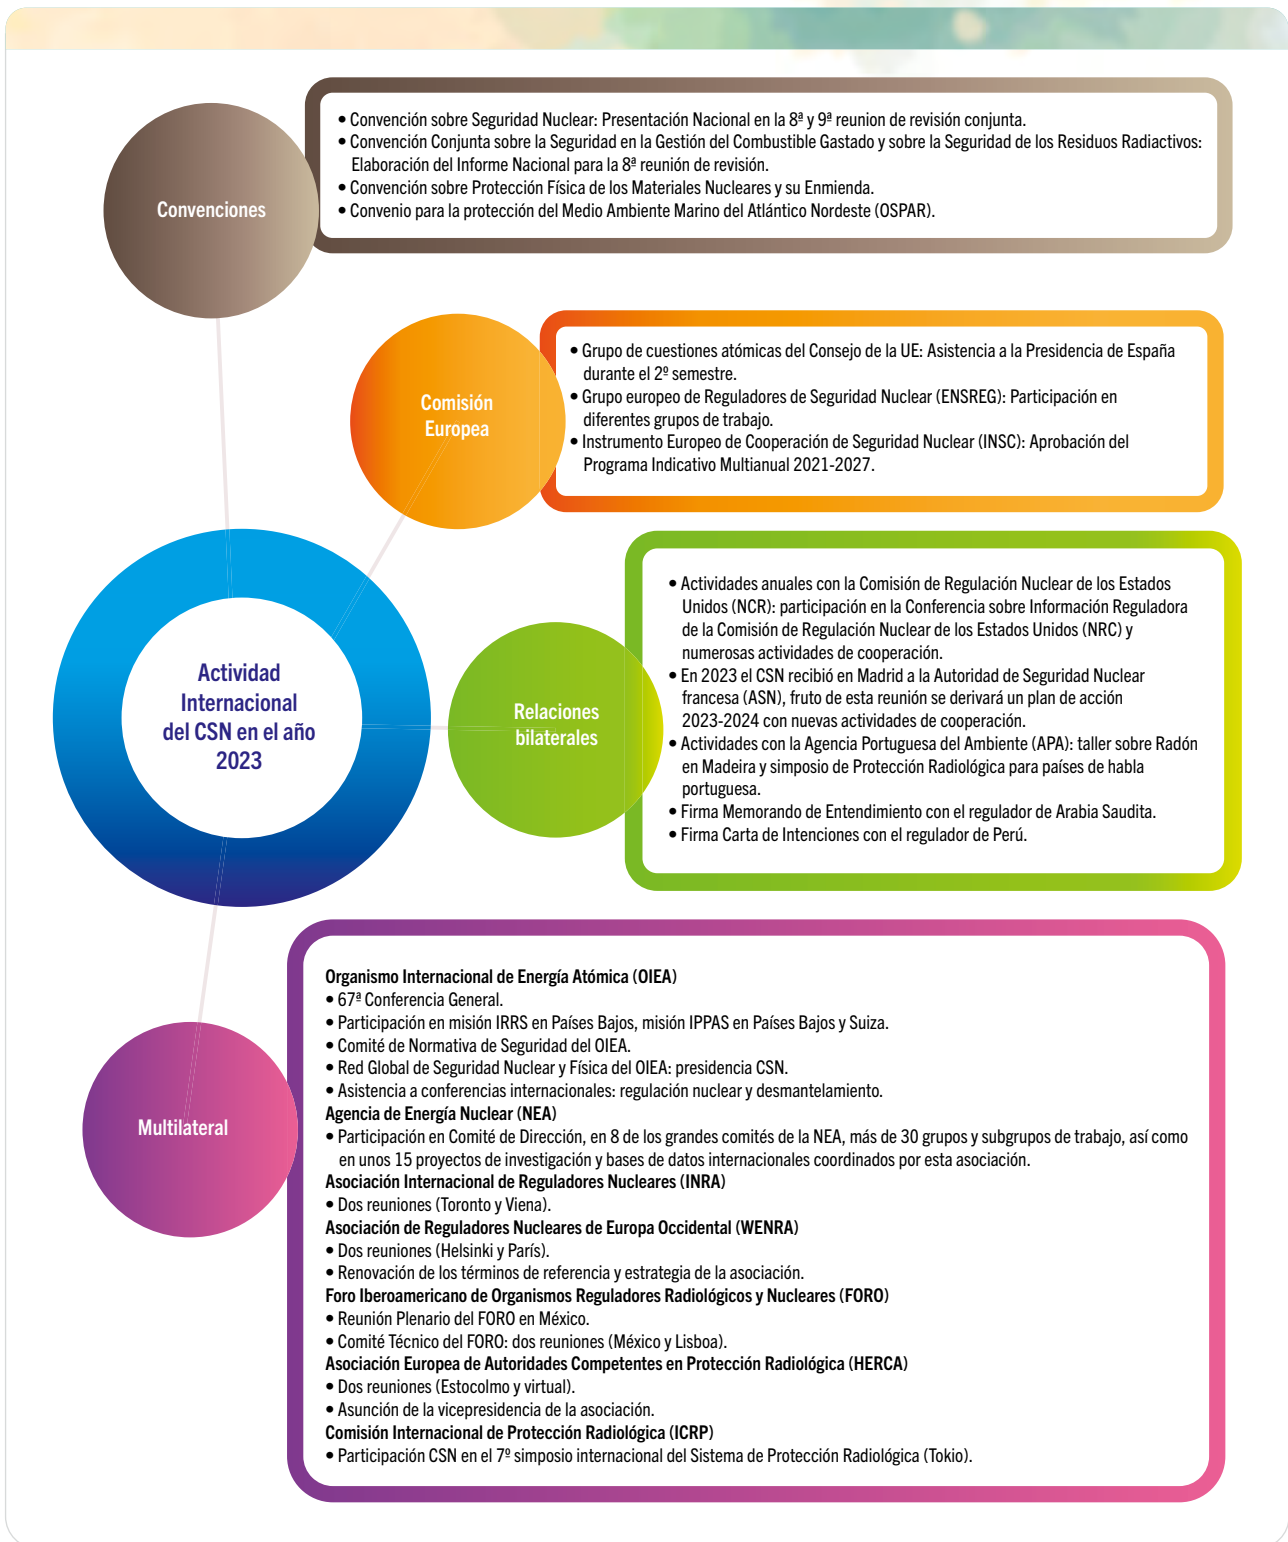 Convenciones
• Convención sobre Seguridad Nuclear: Presentación Nacional en la 8ª y 9ª reunion de revisión conjunta.
• Convención Conjunta sobre la Seguridad en la Gestión del Combustible Gastado y sobre la Seguridad de los Residuos Radiactivos:
Elaboración del Informe Nacional para la 8ª reunión de revisión.
• Convención sobre Protección Física de los Materiales Nucleares y su Enmienda.
• Convenio para la protección del Medio Ambiente Marino del Atlántico Nordeste (OSPAR).
Comisión
Europea
• Grupo de cuestiones atómicas del Consejo de la UE: Asistencia a la Presidencia de España
durante el 2º semestre.
• Grupo europeo de Reguladores de Seguridad Nuclear (ENSREG): Participación en
diferentes grupos de trabajo.
• Instrumento Europeo de Cooperación de Seguridad Nuclear (INSC): Aprobación del
Programa Indicativo Multianual 2021-2027.
Actividad
Internacional
del CSN en el año
2023
Relaciones
bilaterales
• Actividades anuales con la Comisión de Regulación Nuclear de los Estados
Unidos (NCR): participación en la Conferencia sobre Información Reguladora
de la Comisión de Regulación Nuclear de los Estados Unidos (NRC) y
numerosas actividades de cooperación.
• En 2023 el CSN recibió en Madrid a la Autoridad de Seguridad Nuclear
francesa (ASN), fruto de esta reunión se derivará un plan de acción
2023-2024 con nuevas actividades de cooperación.
• Actividades con la Agencia Portuguesa del Ambiente (APA): taller sobre Radón
en Madeira y simposio de Protección Radiológica para países de habla
portuguesa.
• Firma Memorando de Entendimiento con el regulador de Arabia Saudita.
• Firma Carta de Intenciones con el regulador de Perú.
Multilateral
Organismo Internacional de Energía Atómica (OIEA)
• 67ª Conferencia General.
• Participación en misión IRRS en Países Bajos, misión IPPAS en Países Bajos y Suiza.
• Comité de Normativa de Seguridad del OIEA.
• Red Global de Seguridad Nuclear y Física del OIEA: presidencia CSN.
• Asistencia a conferencias internacionales: regulación nuclear y desmantelamiento.
Agencia de Energía Nuclear (NEA)
• Participación en Comité de Dirección, en 8 de los grandes comités de la NEA, más de 30 grupos y subgrupos de trabajo, así como
en unos 15 proyectos de investigación y bases de datos internacionales coordinados por esta asociación.
Asociación Internacional de Reguladores Nucleares (INRA)
• Dos reuniones (Toronto y Viena).
Asociación de Reguladores Nucleares de Europa Occidental (WENRA)
• Dos reuniones (Helsinki y París).
• Renovación de los términos de referencia y estrategia de la asociación.
Foro Iberoamericano de Organismos Reguladores Radiológicos y Nucleares (FORO)
• Reunión Plenario del FORO en México.
• Comité Técnico del FORO: dos reuniones (México y Lisboa).
Asociación Europea de Autoridades Competentes en Protección Radiológica (HERCA)
• Dos reuniones (Estocolmo y virtual).
• Asunción de la vicepresidencia de la asociación.
Comisión Internacional de Protección Radiológica (ICRP)
• Participación CSN en el 7º simposio internacional del Sistema de Protección Radiológica (Tokio).